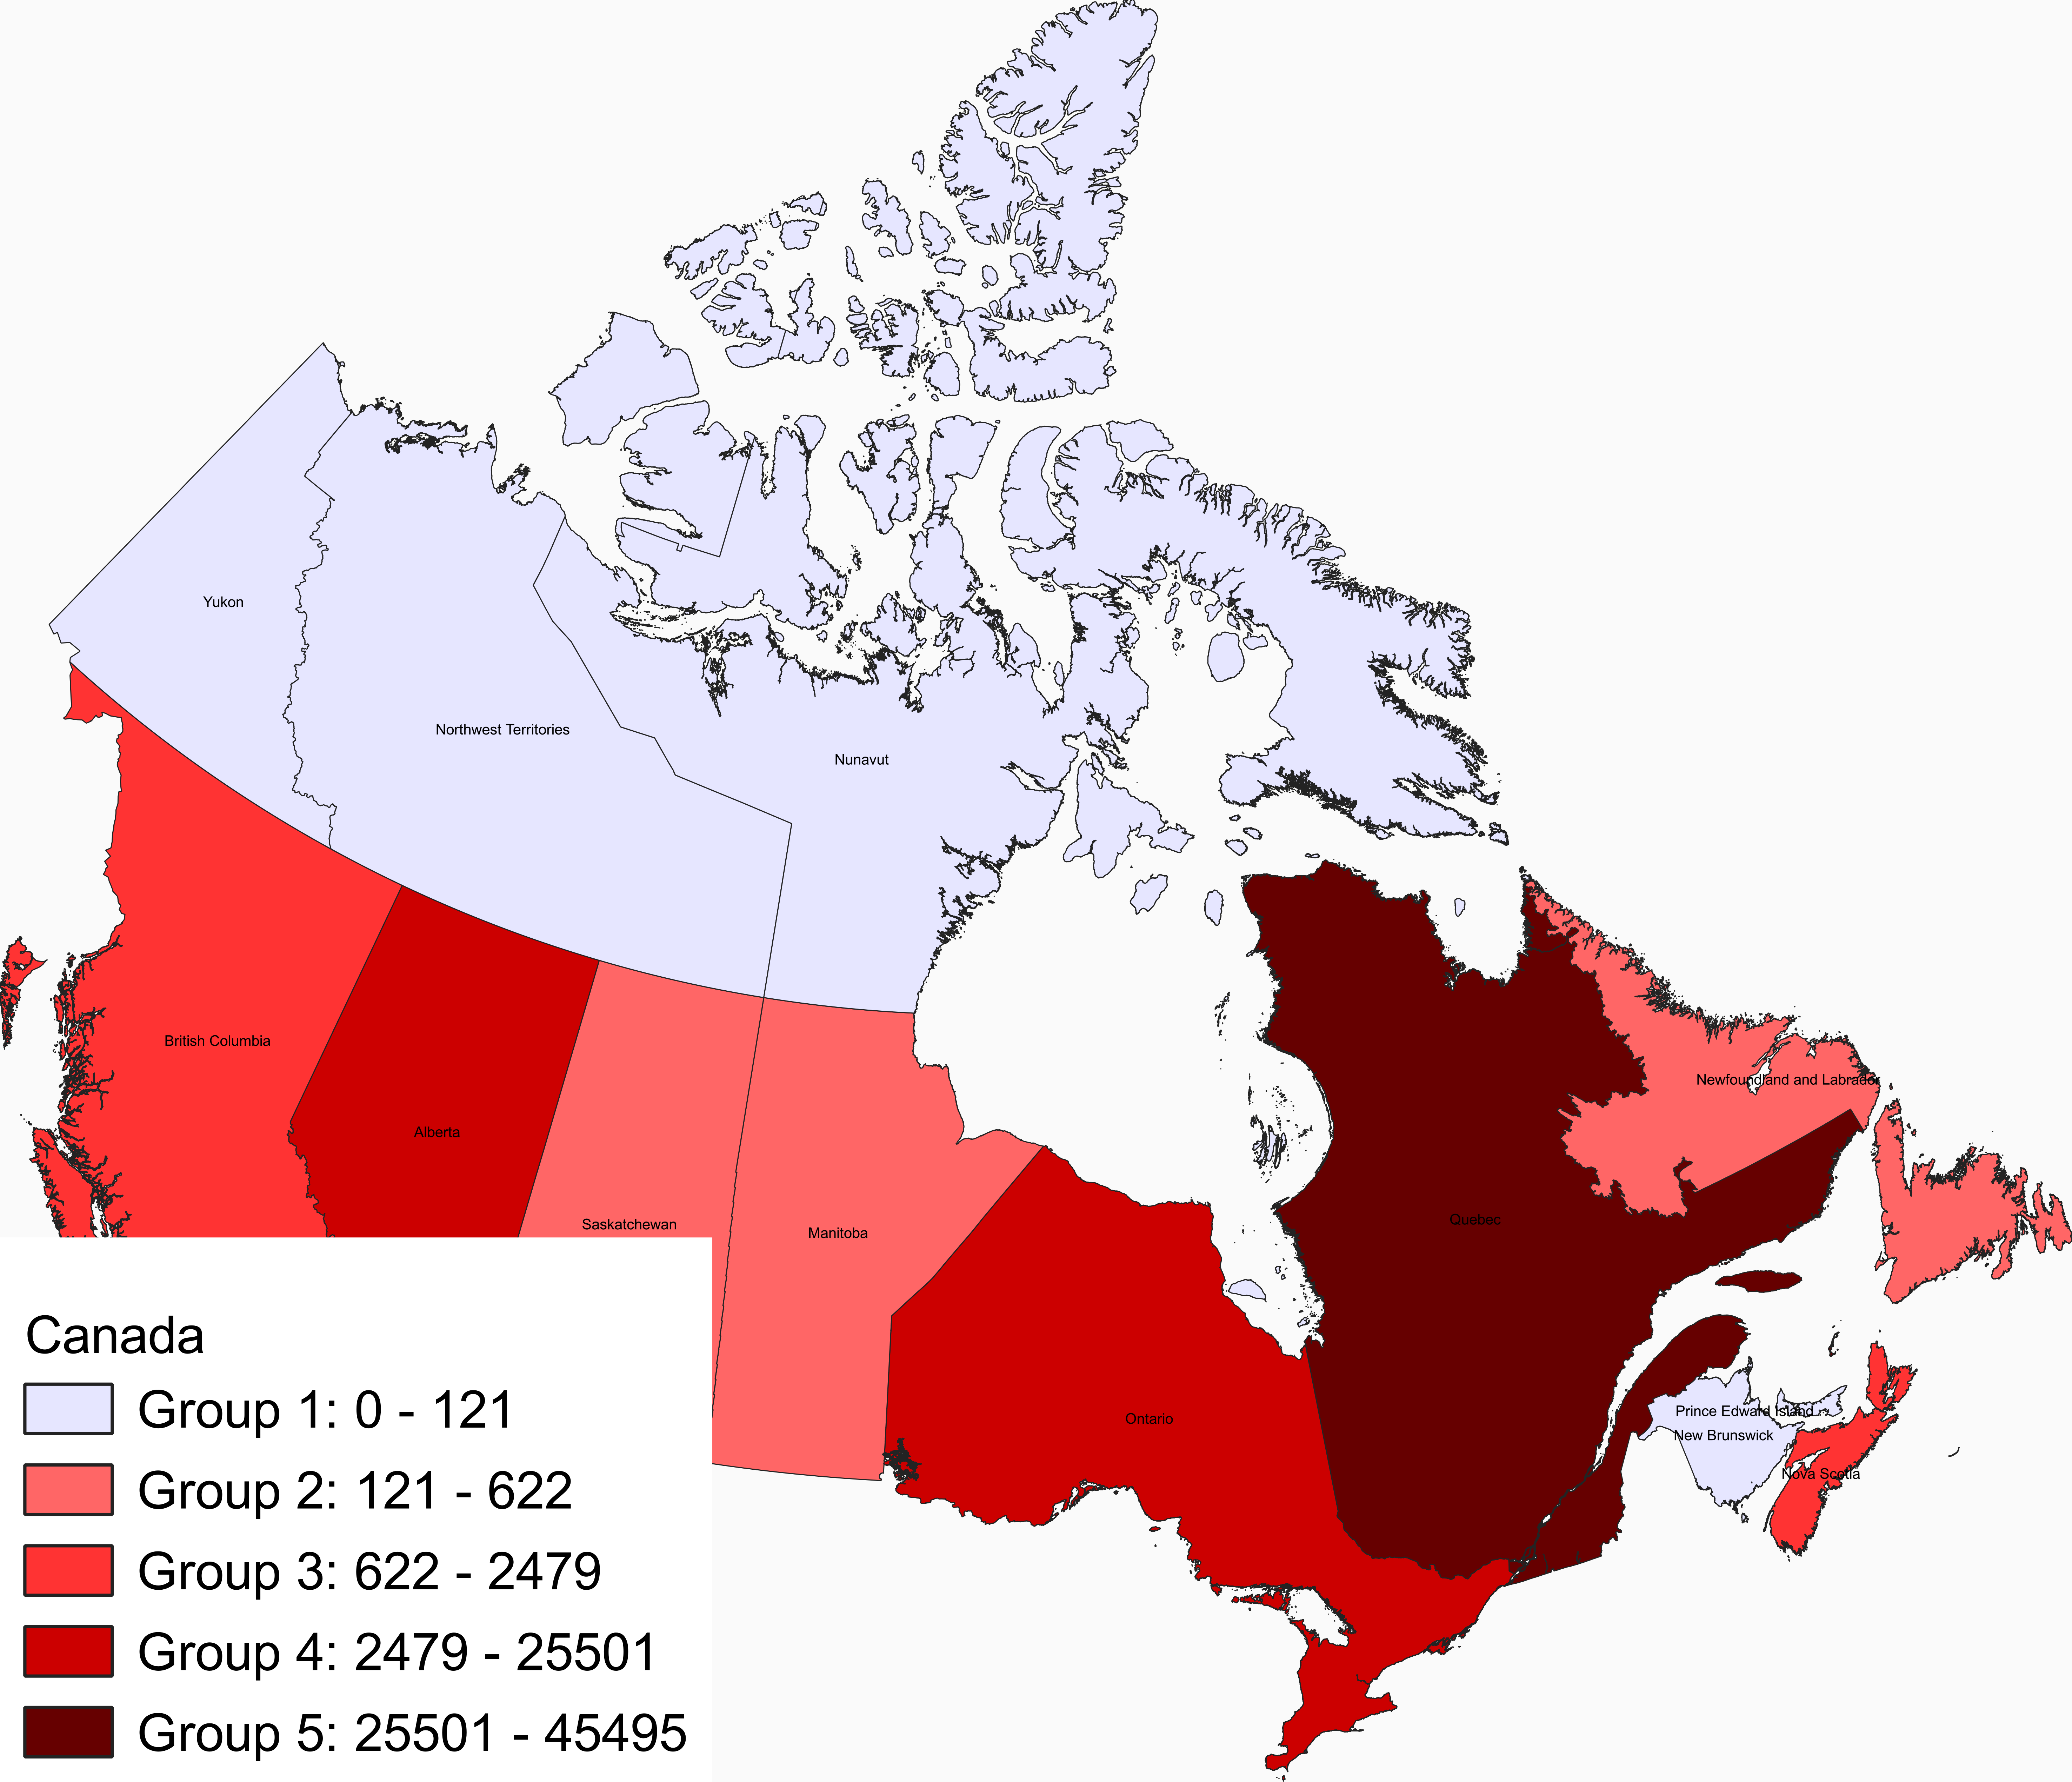 Yukon
Northwest Territories
Nunavut
British Columbia
Alberta
Saskatchewan
Manitoba
Ontario
Quebec
Newfoundland and Labrador
Prince Edward Island
New Brunswick
Nova Scotia
Canada
Group 1: 0 - 121
Group 2: 121 - 622
Group 3: 622 - 2479
Group 4: 2479 - 25501
Group 5: 25501 - 45495